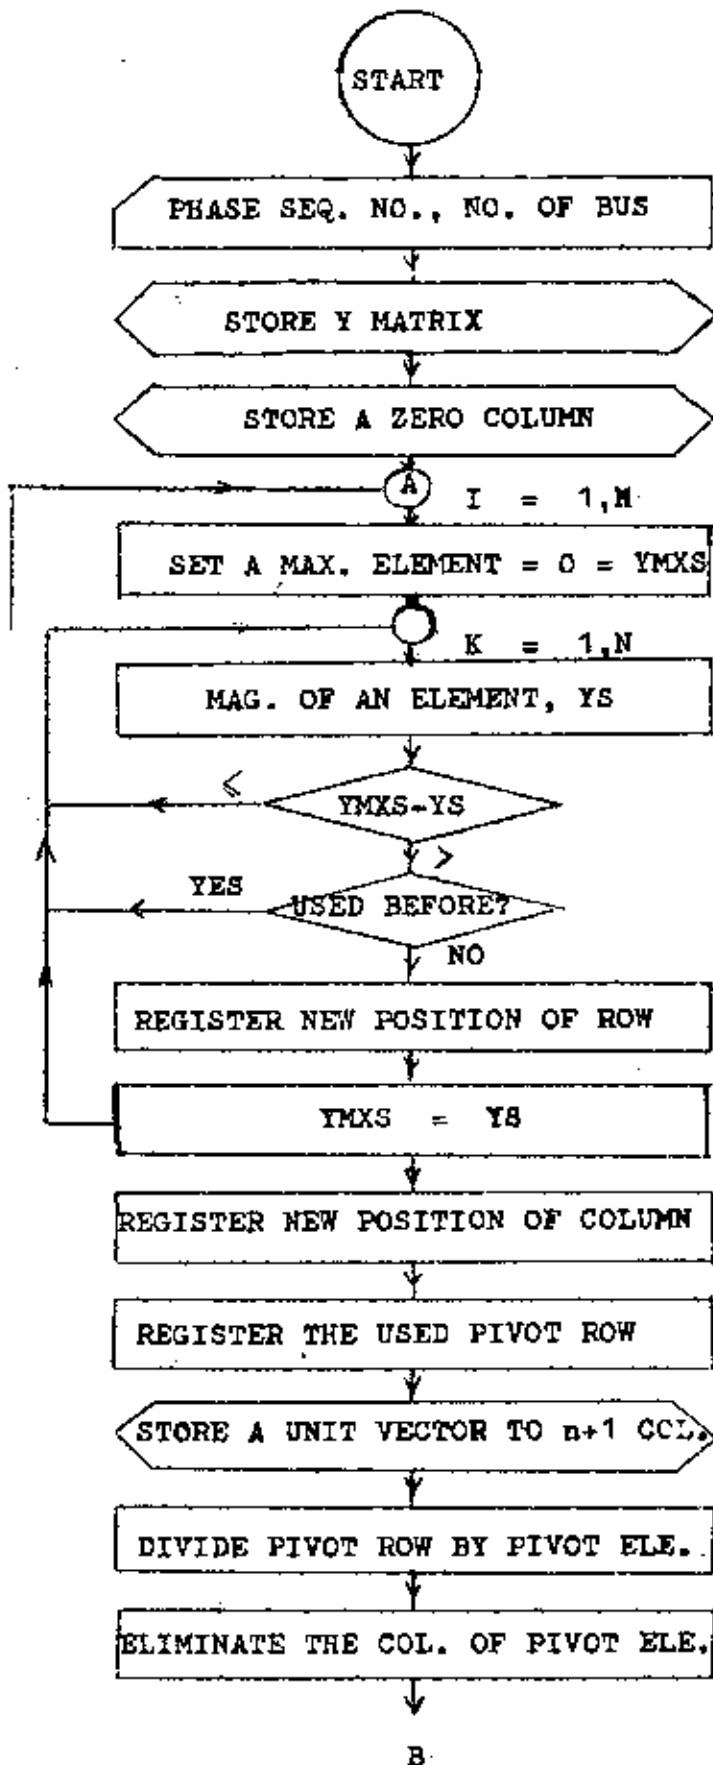 START
PHASE SEQ. NO., NO. OF BUS
STORE Y MATRIX
STORE A ZERO COLUMN
A
I = 1,M
SET A MAX. ELEMENT = 0 = YMXS
K = 1,N
MAG. OF AN ELEMENT, YS
≤
YMXS-YS
>
YES
USED BEFORE?
NO
REGISTER NEW POSITION OF ROW
YMXS = YS
REGISTER NEW POSITION OF COLUMN
REGISTER THE USED PIVOT ROW
STORE A UNIT VECTOR TO n+1 COL.
DIVIDE PIVOT ROW BY PIVOT ELE.
ELIMINATE THE COL. OF PIVOT ELE.
B